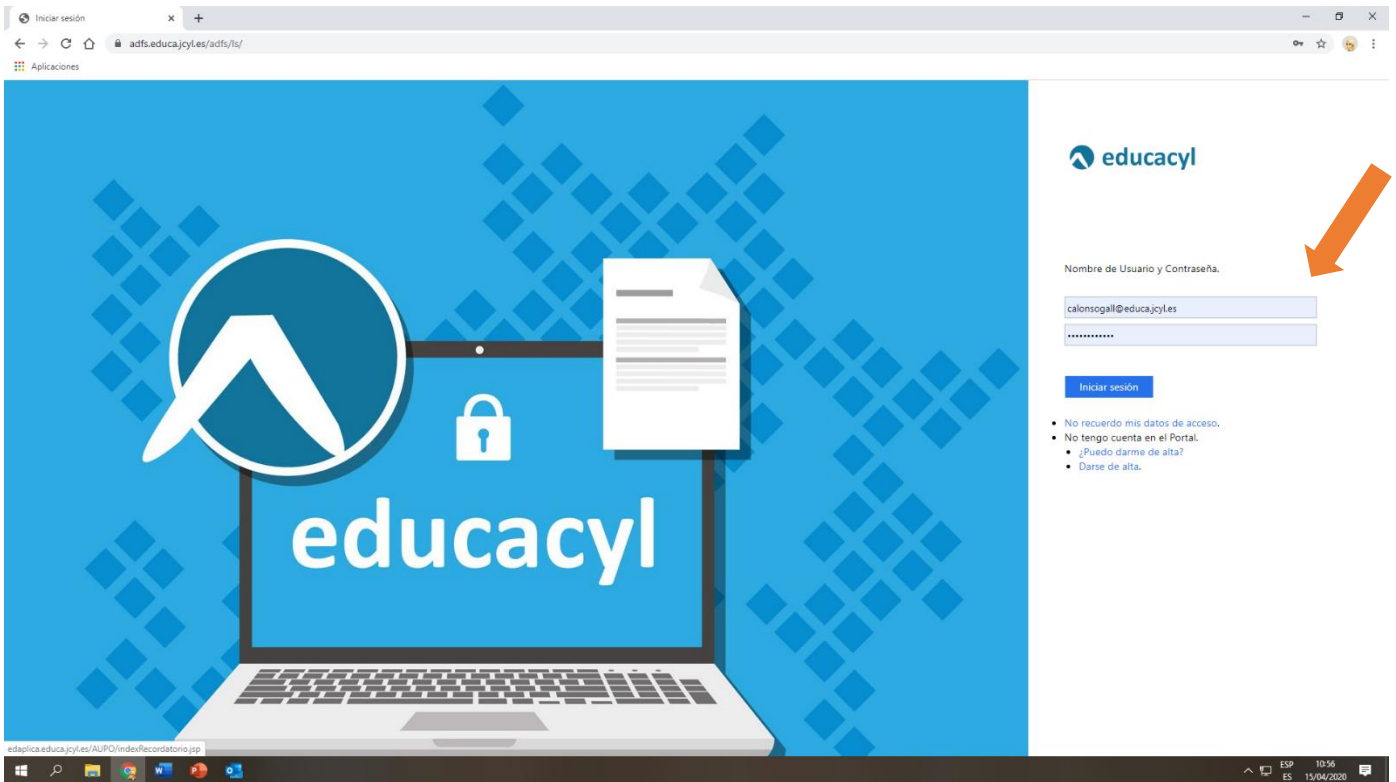 Iniciar sesión
adfs.educa.jcyl.es/adfs/ls/
Aplicaciones
educacyl
Nombre de Usuario y Contraseña.
calonsogall@educa.jcyl.es
••••••••••••
Iniciar sesión
No recuerdo mis datos de acceso.
No tengo cuenta en el Portal.
¿Puedo darme de alta?
Darse de alta.
educacyl
edaplica.educa.jcyl.es/AUPO/indexRecordatorio.jsp
ESP 10:56
ES 15/04/2020